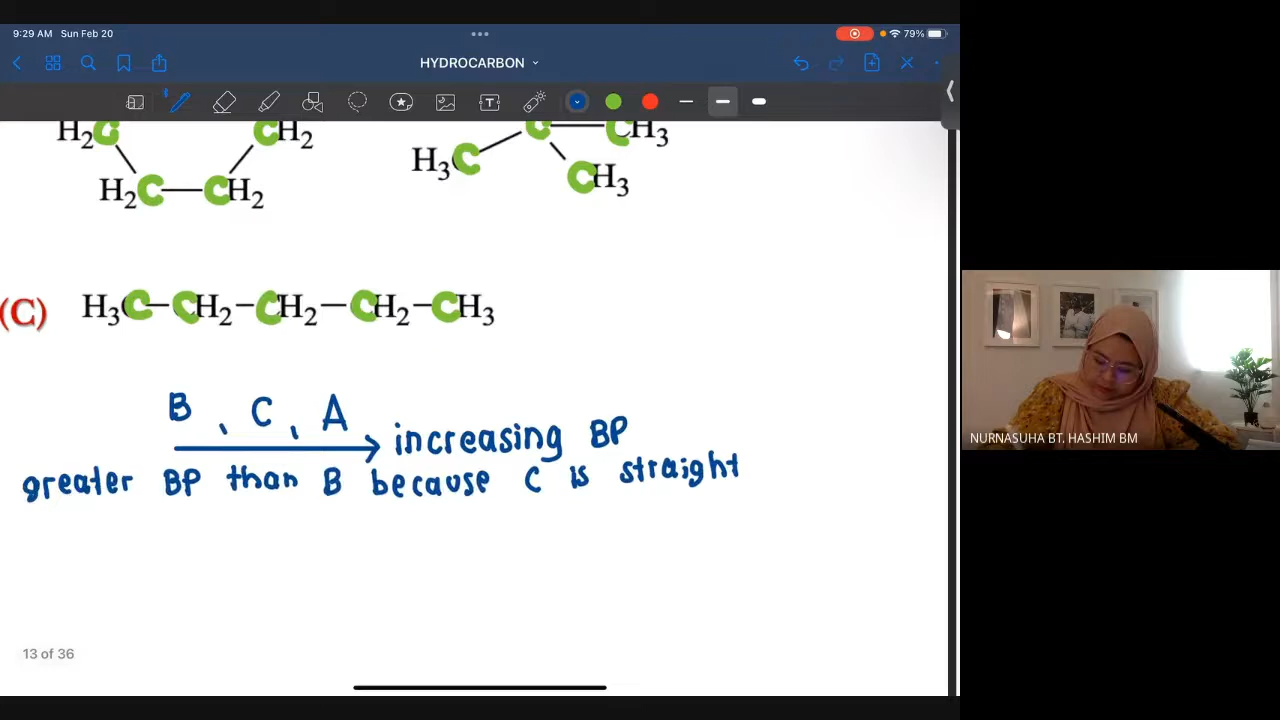 9:29 AM Sun Feb 20
79%
HYDROCARBON
H₂C CH₂
H₂C—CH₂
C—CH₃
H₃C
CH₃
(C) H₃C—CH₂—CH₂—CH₂—CH₃
B, C, A
increasing BP
greater BP than B because C is straight
13 of 36
NURNASUHA BT. HASHIM BM